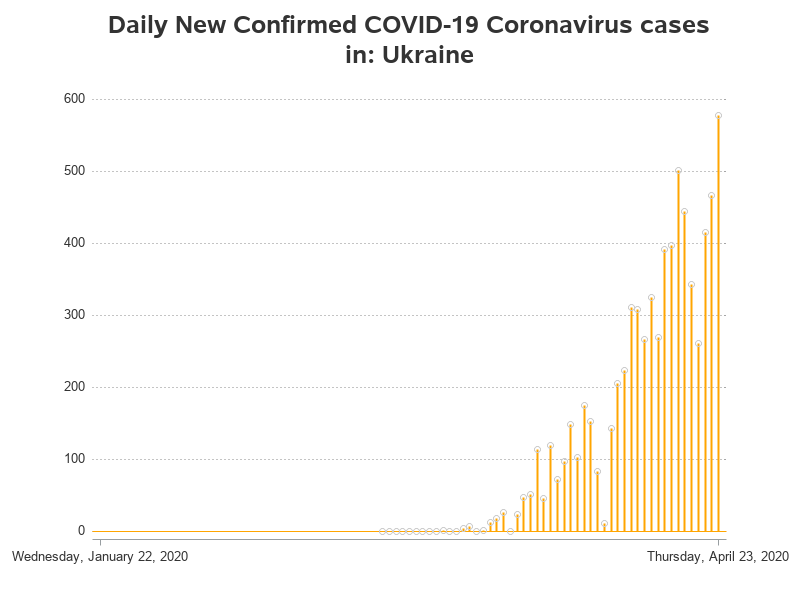 Daily New Confirmed COVID-19 Coronavirus cases
in: Ukraine
600
500
400
300
200
100
0
Wednesday, January 22, 2020
Thursday, April 23, 2020